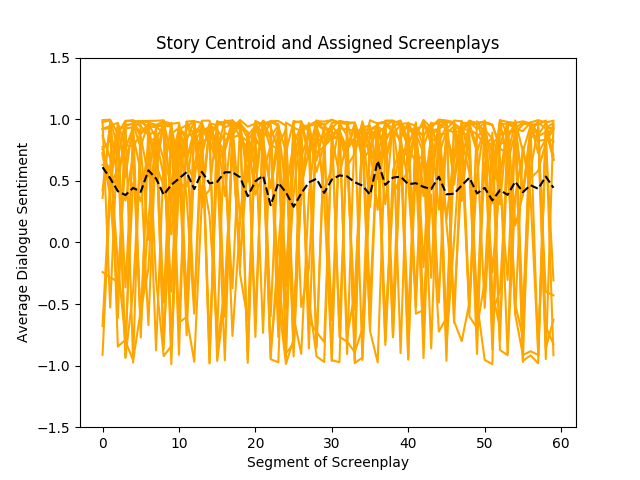 Story Centroid and Assigned Screenplays
1.5
1.0
0.5
0.0
−0.5
−1.0
−1.5
Average Dialogue Sentiment
0 10 20 30 40 50 60
Segment of Screenplay